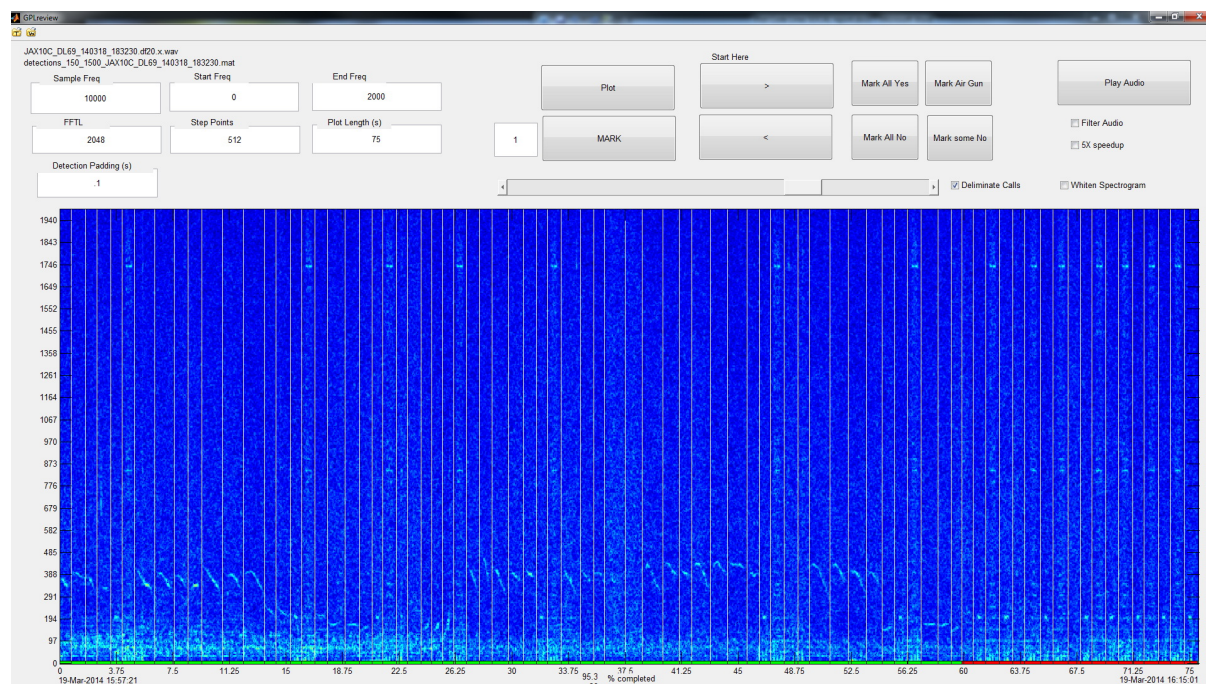 GPLreview
JAX10C_DL69_140318_183230.df20.x.wav
detections_150_1500_JAX10C_DL69_140318_183230.mat
Sample Freq
Start Freq
End Freq
10000
0
2000
FFTL
Step Points
Plot Length (s)
2048
512
75
Detection Padding (s)
.1
Start Here
Plot
>
Mark All Yes
Mark Air Gun
Play Audio
1
MARK
<
Mark All No
Mark some No
Filter Audio
5X speedup
Deliminate Calls
Whiten Spectrogram
1940
1843
1746
1649
1552
1455
1358
1261
1164
1067
970
873
776
679
582
485
388
291
194
97
0
0 3.75 7.5 11.25 15 18.75 22.5 26.25 30 33.75 37.5 41.25 45 48.75 52.5 56.25 60 63.75 67.5 71.25 75
19-Mar-2014 15:57:21
95.3 % completed
19-Mar-2014 16:15:01